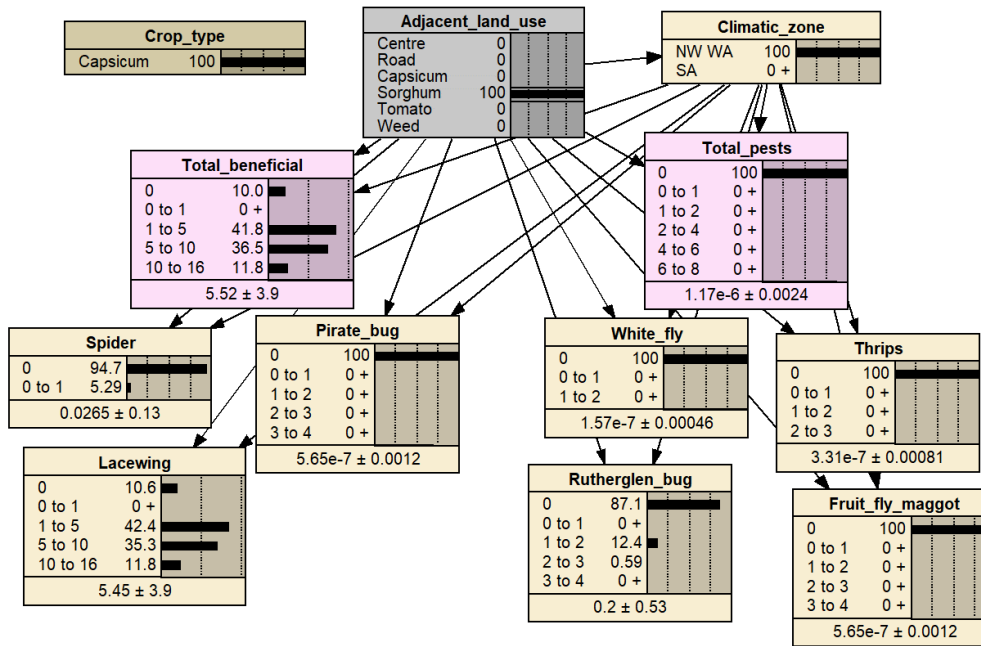 Crop_type
Capsicum 100
Adjacent_land_use
Centre 0
Road 0
Capsicum 0
Sorghum 100
Tomato 0
Weed 0
Climatic_zone
NW WA 100
SA 0 +
Total_beneficial
0 10.0
0 to 1 0 +
1 to 5 41.8
5 to 10 36.5
10 to 16 11.8
5.52 ± 3.9
Total_pests
0 100
0 to 1 0 +
1 to 2 0 +
2 to 4 0 +
4 to 6 0 +
6 to 8 0 +
1.17e-6 ± 0.0024
Spider
0 94.7
0 to 1 5.29
0.0265 ± 0.13
Pirate_bug
0 100
0 to 1 0 +
1 to 2 0 +
2 to 3 0 +
3 to 4 0 +
5.65e-7 ± 0.0012
White_fly
0 100
0 to 1 0 +
1 to 2 0 +
1.57e-7 ± 0.00046
Thrips
0 100
0 to 1 0 +
1 to 2 0 +
2 to 3 0 +
3.31e-7 ± 0.00081
Lacewing
0 10.6
0 to 1 0 +
1 to 5 42.4
5 to 10 35.3
10 to 16 11.8
5.45 ± 3.9
Rutherglen_bug
0 87.1
0 to 1 0 +
1 to 2 12.4
2 to 3 0.59
3 to 4 0 +
0.2 ± 0.53
Fruit_fly_maggot
0 100
0 to 1 0 +
1 to 2 0 +
2 to 3 0 +
3 to 4 0 +
5.65e-7 ± 0.0012